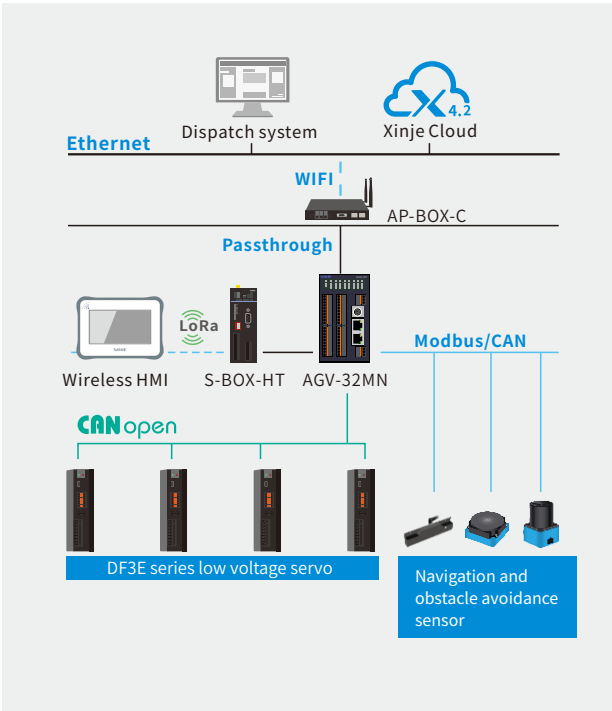 4.2
Dispatch system
Xinje Cloud
Ethernet
WIFI
AP-BOX-C
Passthrough
LoRa
Modbus/CAN
Wireless HMI
S-BOX-HT
AGV-32MN
CANopen
DF3E series low voltage servo
Navigation and
obstacle avoidance
sensor